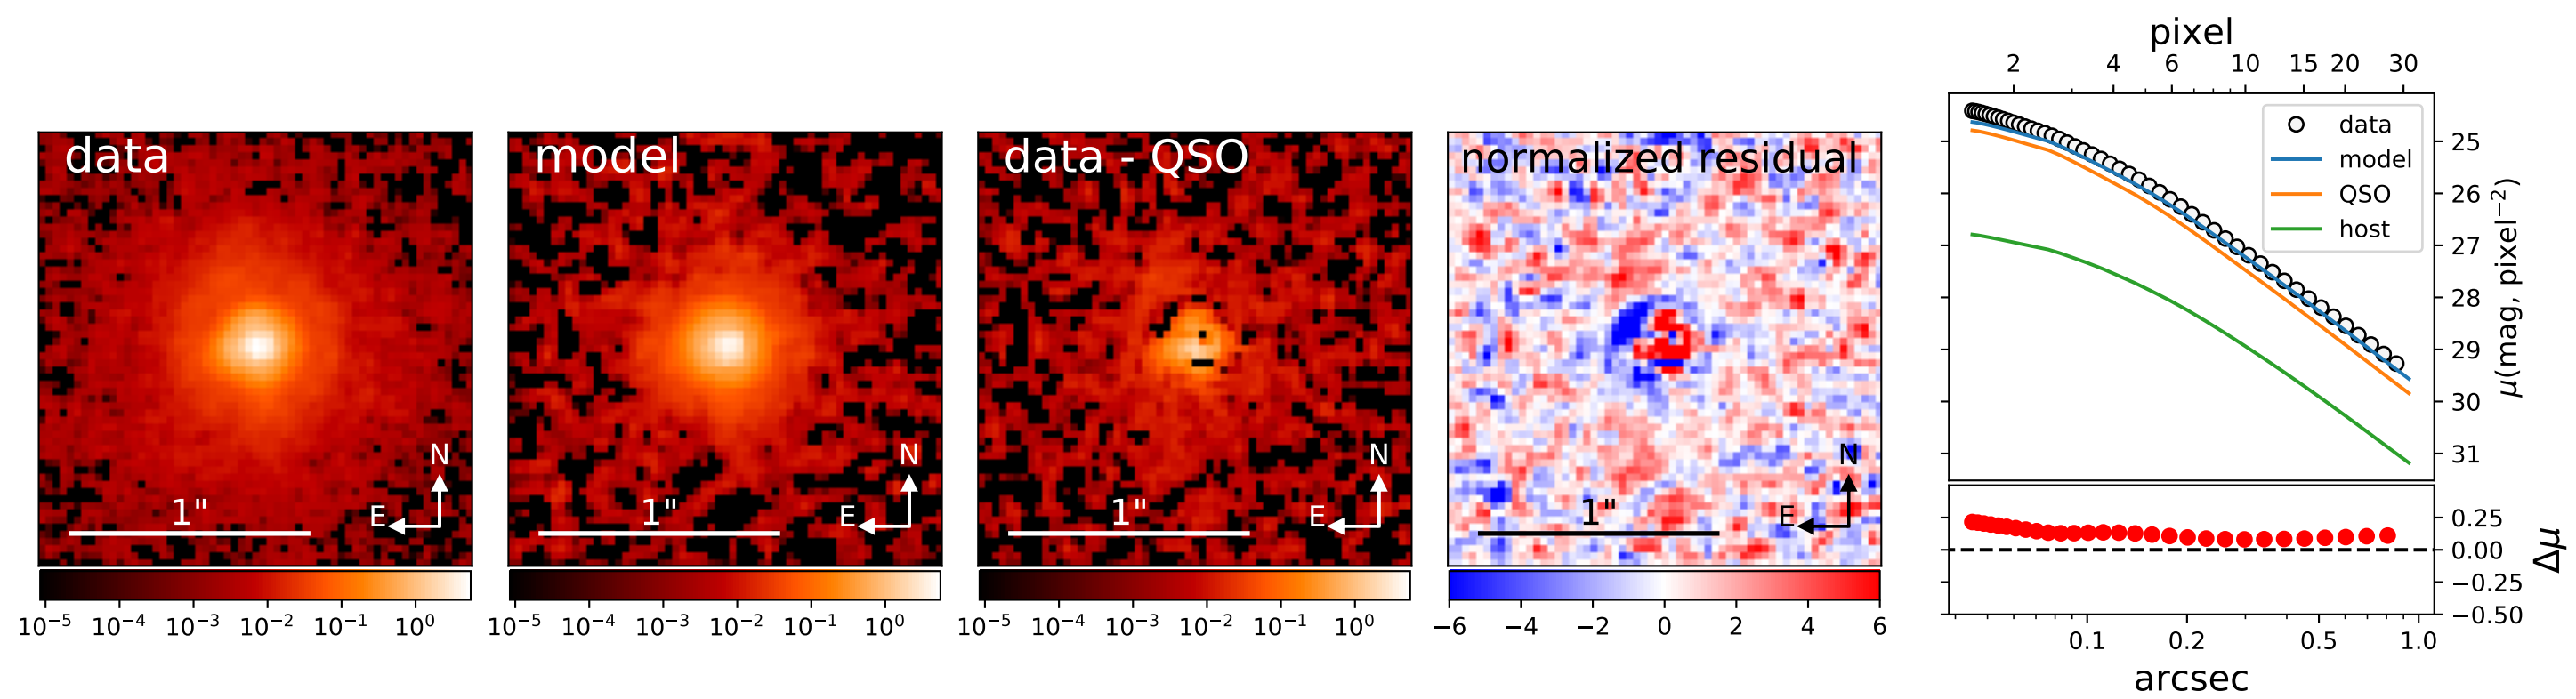 data
1"
N
E
10⁻⁵ 10⁻⁴ 10⁻³ 10⁻² 10⁻¹ 10⁰
model
1"
N
E
10⁻⁵ 10⁻⁴ 10⁻³ 10⁻² 10⁻¹ 10⁰
data - QSO
1"
N
E
10⁻⁵ 10⁻⁴ 10⁻³ 10⁻² 10⁻¹ 10⁰
normalized residual
1"
N
E
−6 −4 −2 0 2 4 6
pixel
2 4 6 10 15 20 30
data
model
QSO
host
25
26
27
28
29
30
31
μ(mag, pixel⁻²)
0.25
0.00
−0.25
−0.50
Δμ
0.1 0.2 0.5 1.0
arcsec